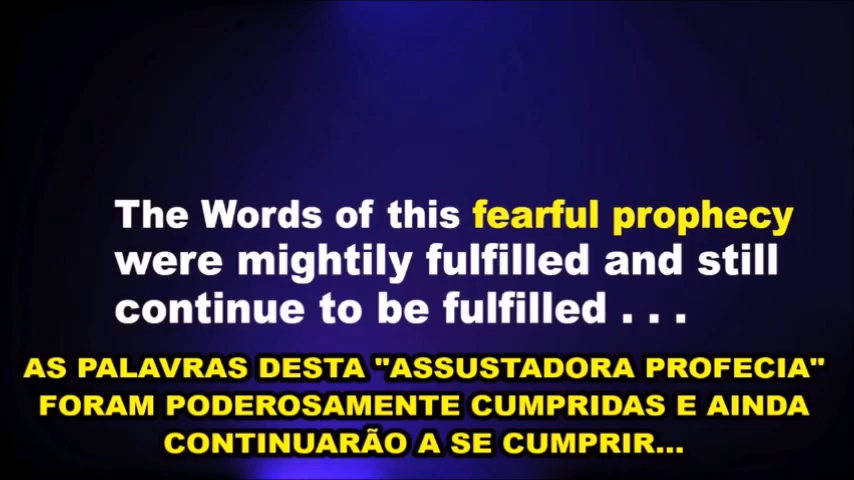 The Words of this fearful prophecy
were mightily fulfilled and still
continue to be fulfilled . . .
AS PALAVRAS DESTA "ASSUSTADORA PROFECIA"
FORAM PODEROSAMENTE CUMPRIDAS E AINDA
CONTINUARÃO A SE CUMPRIR...